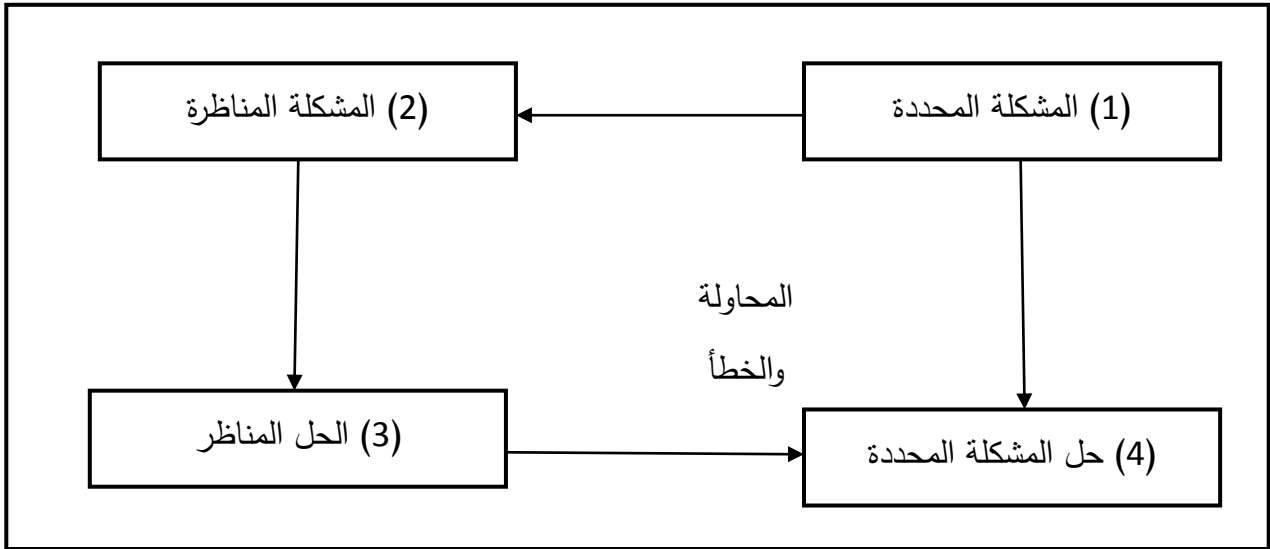 (1) المشكلة المحددة
(2) المشكلة المناظرة
المحاولة
والخطأ
(3) الحل المناظر
(4) حل المشكلة المحددة